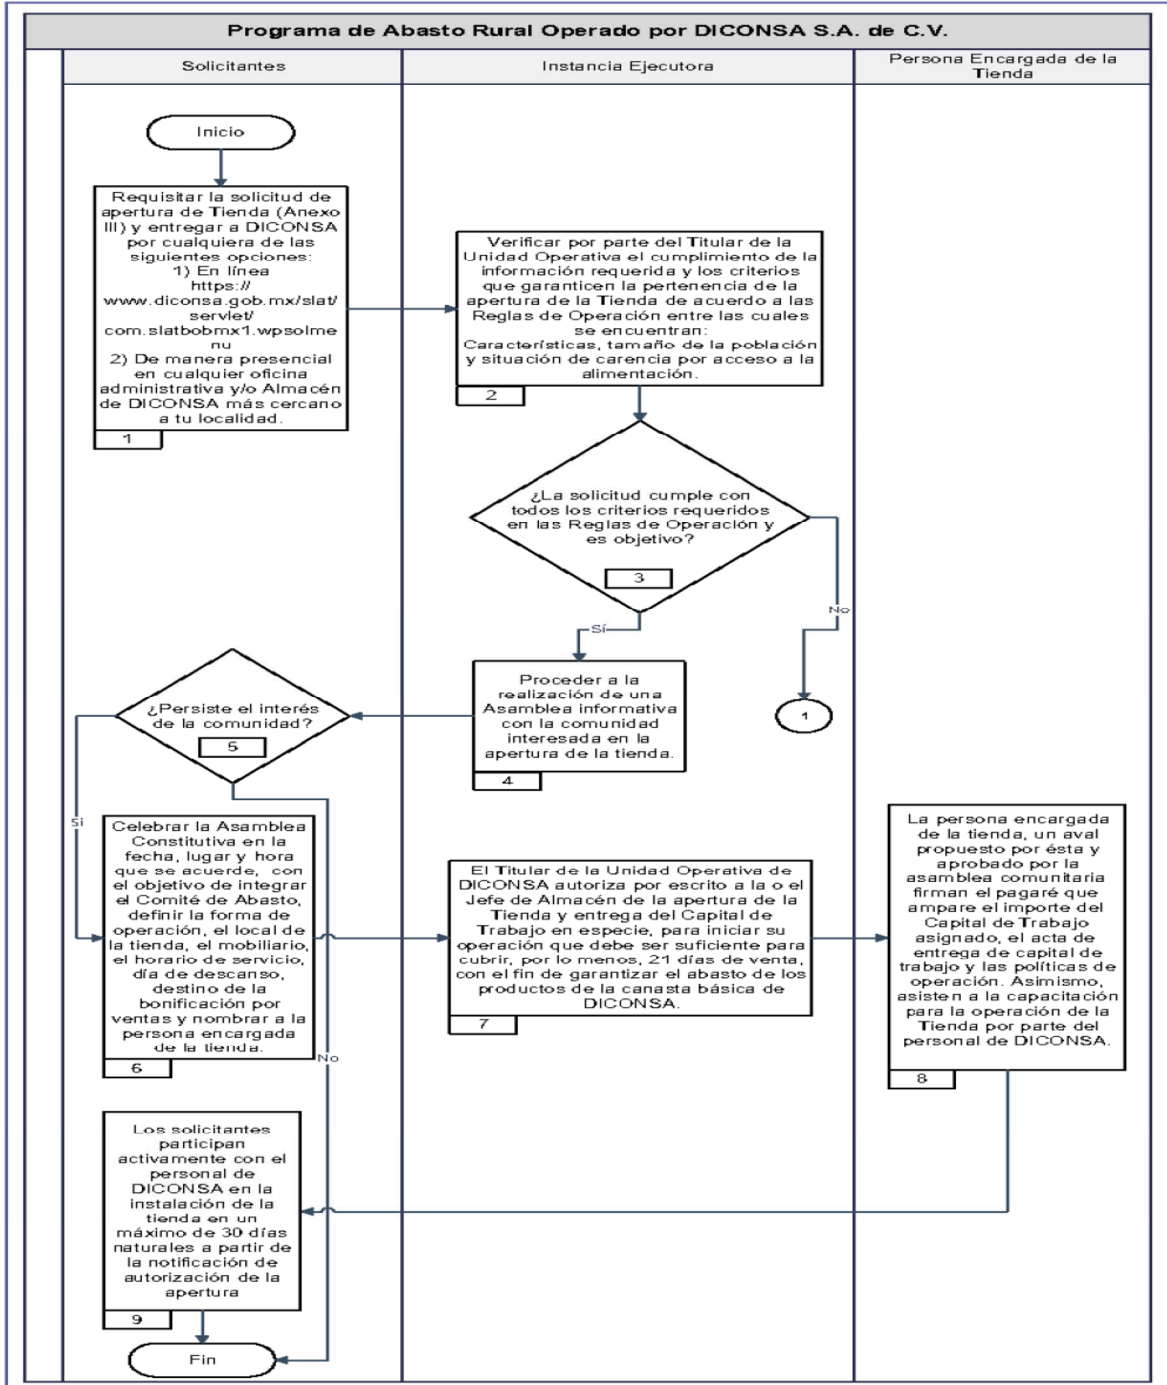 Programa de Abasto Rural Operado por DICONSA S.A. de C.V.
Solicitantes
Instancia Ejecutora
Persona Encargada de la
Tienda
Inicio
Requisitar la solicitud de
apertura de Tienda (Anexo
III) y entregar a DICONSA
por cualquiera de las
siguientes opciones:
1) En línea
https://
www.diconsa.gob.mx/slat/
servlet/
com.slatbobmx1.wpsolme
nu
2) De manera presencial
en cualquier oficina
administrativa y/o Almacén
de DICONSA más cercano
a tu localidad.
1
Verificar por parte del Titular de la
Unidad Operativa el cumplimiento de la
información requerida y los criterios
que garanticen la pertenencia de la
apertura de la Tienda de acuerdo a las
Reglas de Operación entre las cuales
se encuentran:
Características, tamaño de la población
y situación de carencia por acceso a la
alimentación.
2
¿La solicitud cumple con
todos los criterios requeridos
en las Reglas de Operación y
es objetivo?
3
No
Sí
1
Proceder a la
realización de una
Asamblea informativa
con la comunidad
interesada en la
apertura de la tienda.
4
¿Persiste el interés
de la comunidad?
5
Si
No
Celebrar la Asamblea
Constitutiva en la
fecha, lugar y hora
que se acuerde, con
el objetivo de integrar
el Comité de Abasto,
definir la forma de
operación, el local de
la tienda, el mobiliario,
el horario de servicio,
día de descanso,
destino de la
bonificación por
ventas y nombrar a la
persona encargada
de la tienda.
6
El Titular de la Unidad Operativa de
DICONSA autoriza por escrito a la o el
Jefe de Almacén de la apertura de la
Tienda y entrega del Capital de
Trabajo en especie, para iniciar su
operación que debe ser suficiente para
cubrir, por lo menos, 21 días de venta,
con el fin de garantizar el abasto de los
productos de la canasta básica de
DICONSA.
7
La persona encargada
de la tienda, un aval
propuesto por ésta y
aprobado por la
asamblea comunitaria
firman el pagaré que
ampare el importe del
Capital de Trabajo
asignado, el acta de
entrega de capital de
trabajo y las políticas de
operación. Asimismo,
asisten a la capacitación
para la operación de la
Tienda por parte del
personal de DICONSA.
8
Los solicitantes
participan
activamente con el
personal de
DICONSA en la
instalación de la
tienda en un
máximo de 30 días
naturales a partir de
la notificación de
autorización de la
apertura
9
Fin